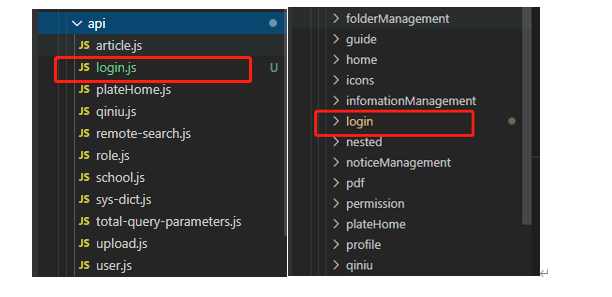 api
JS article.js
JS login.js U
JS plateHome.js
JS qiniu.js
JS remote-search.js
JS role.js
JS school.js
JS sys-dict.js
JS total-query-parameters.js
JS upload.js
JS user.js
folderManagement
guide
home
icons
infomationManagement
login
nested
noticeManagement
pdf
permission
plateHome
profile
qiniu